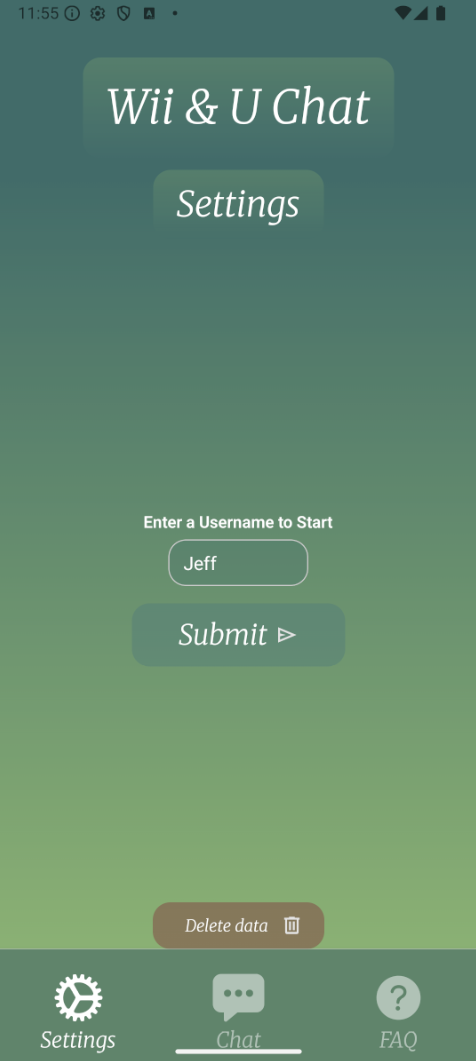 11:55
Wii & U Chat
Settings
Enter a Username to Start
Jeff
Submit
Delete data
Settings
Chat
FAQ